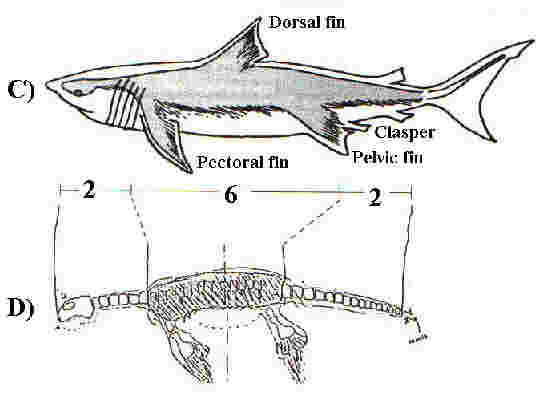 Dorsal fin
C)
Clasper
Pectoral fin
Pelvic fin
2 6 2
D)